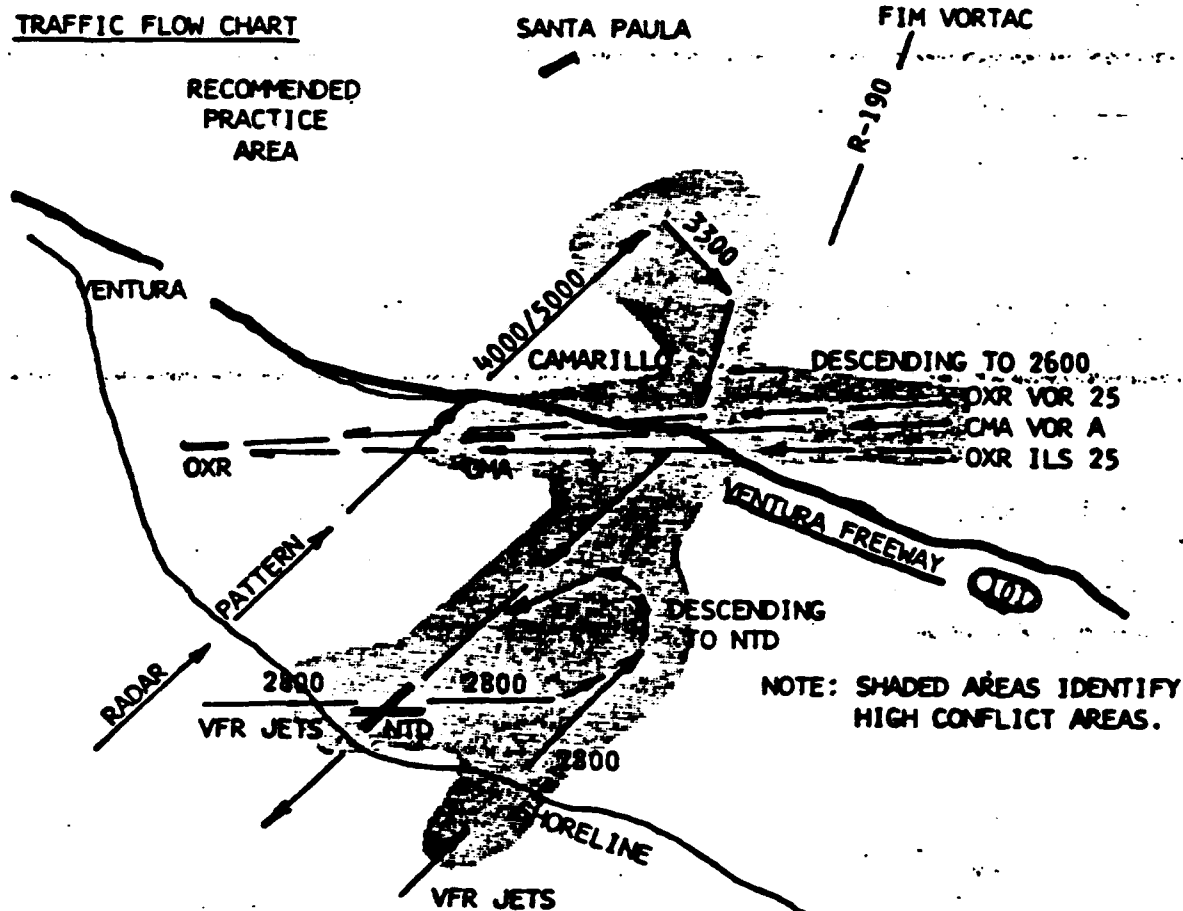 TRAFFIC FLOW CHART
SANTA PAULA
FIM VORTAC
RECOMMENDED
PRACTICE
AREA
R-190
3300
VENTURA
4000/5000
CAMARILLO
DESCENDING TO 2600
OXR VOR 25
CMA VOR A
OXR ILS 25
OXR
CMA
VENTURA FREEWAY
101
PATTERN
RADAR
DESCENDING
TO NTD
2800
2800
VFR JETS
NTD
NOTE: SHADED AREAS IDENTIFY
HIGH CONFLICT AREAS.
2800
SHORELINE
VFR JETS